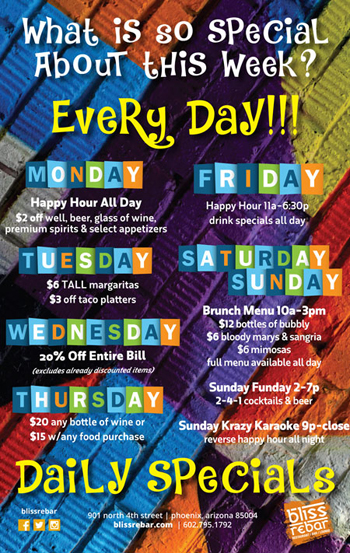 What is so special
About this Week?
Every Day!!!
MONDAY
Happy Hour All Day
$2 off well, beer, glass of wine,
premium spirits & select appetizers
TUESDAY
$6 TALL margaritas
$3 off taco platters
WEDNESDAY
20% Off Entire Bill
(excludes already discounted items)
THURSDAY
$20 any bottle of wine or
$15 w/any food purchase
FRIDAY
Happy Hour 11a-6:30p
drink specials all day
SATURDAY
SUNDAY
Brunch Menu 10a-3pm
$12 bottles of bubbly
$6 bloody marys & sangria
$6 mimosas
full menu available all day
Sunday Funday 2-7p
2-4-1 cocktails & beer
Sunday Krazy Karaoke 9p-close
reverse happy hour all night
Daily Specials
blissrebar
901 north 4th street | phoenix, arizona 85004
blissrebar.com | 602.795.1792
bliss
rebar